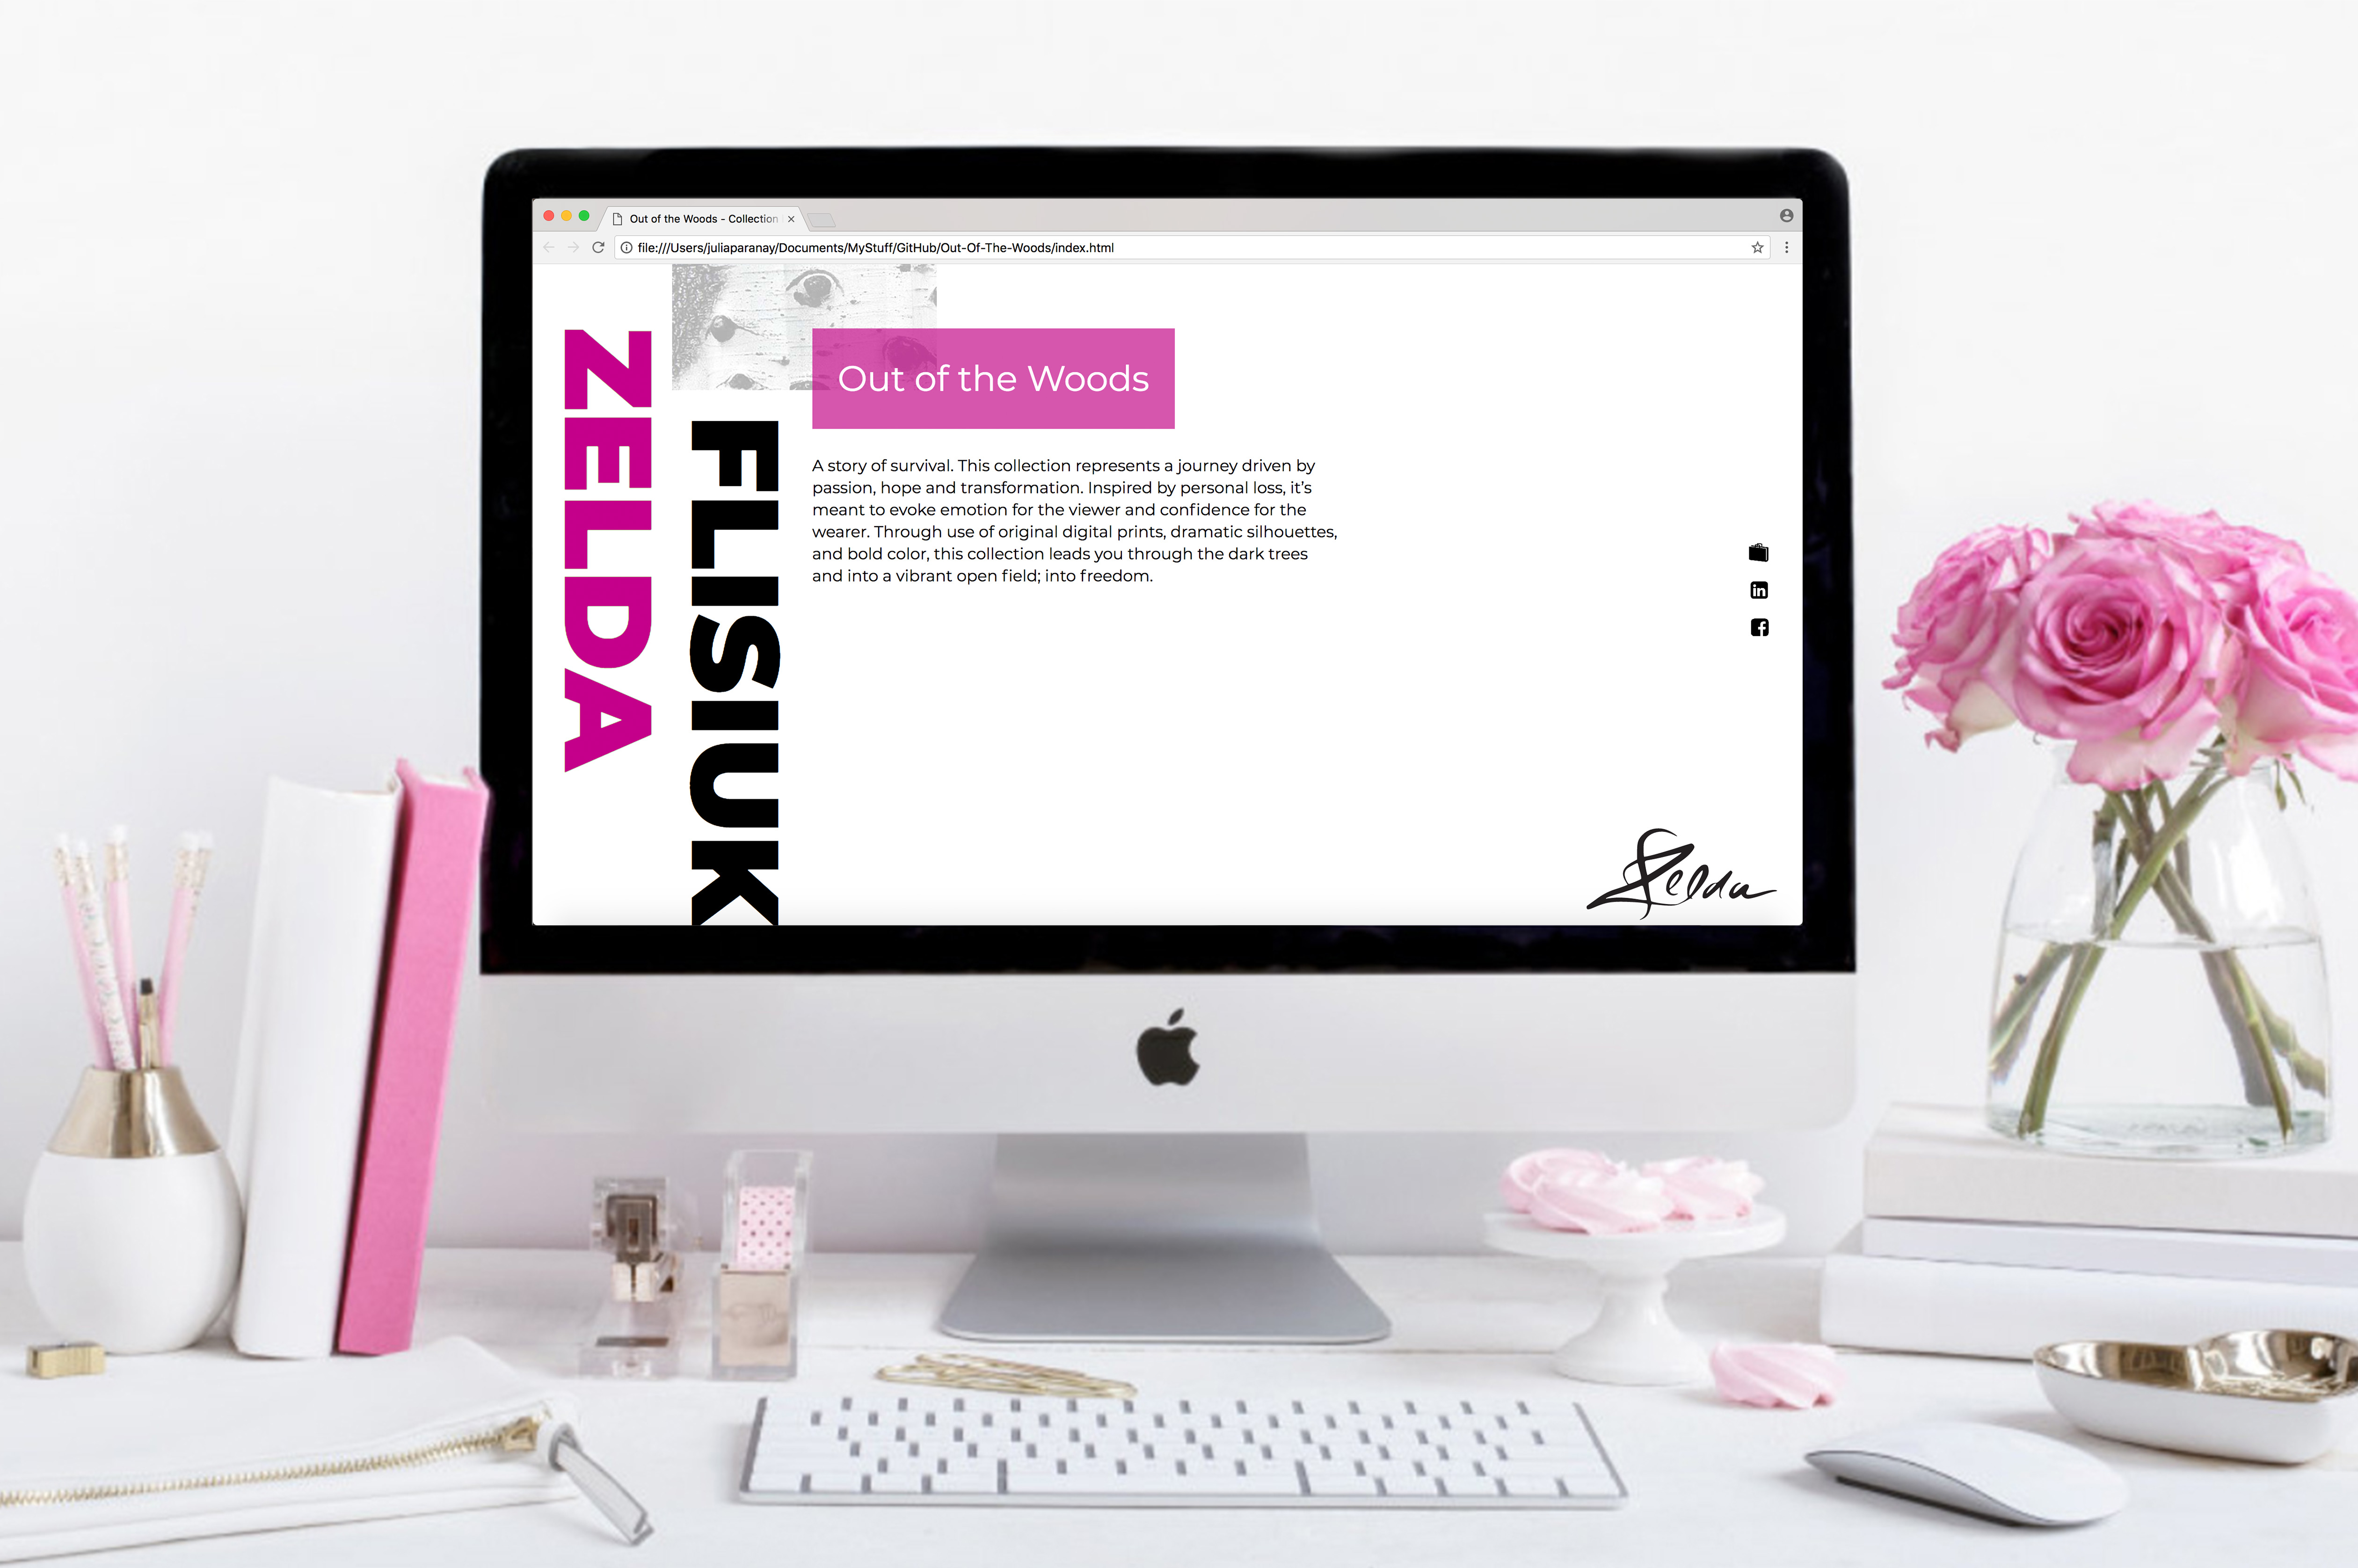 Out of the Woods - Collection
file:///Users/juliaparanay/Documents/MyStuff/GitHub/Out-Of-The-Woods/index.html
ZELDA
FLISIUK
Out of the Woods
A story of survival. This collection represents a journey driven by
passion, hope and transformation. Inspired by personal loss, it's
meant to evoke emotion for the viewer and confidence for the
wearer. Through use of original digital prints, dramatic silhouettes,
and bold color, this collection leads you through the dark trees
and into a vibrant open field; into freedom.
in
f
Zelda